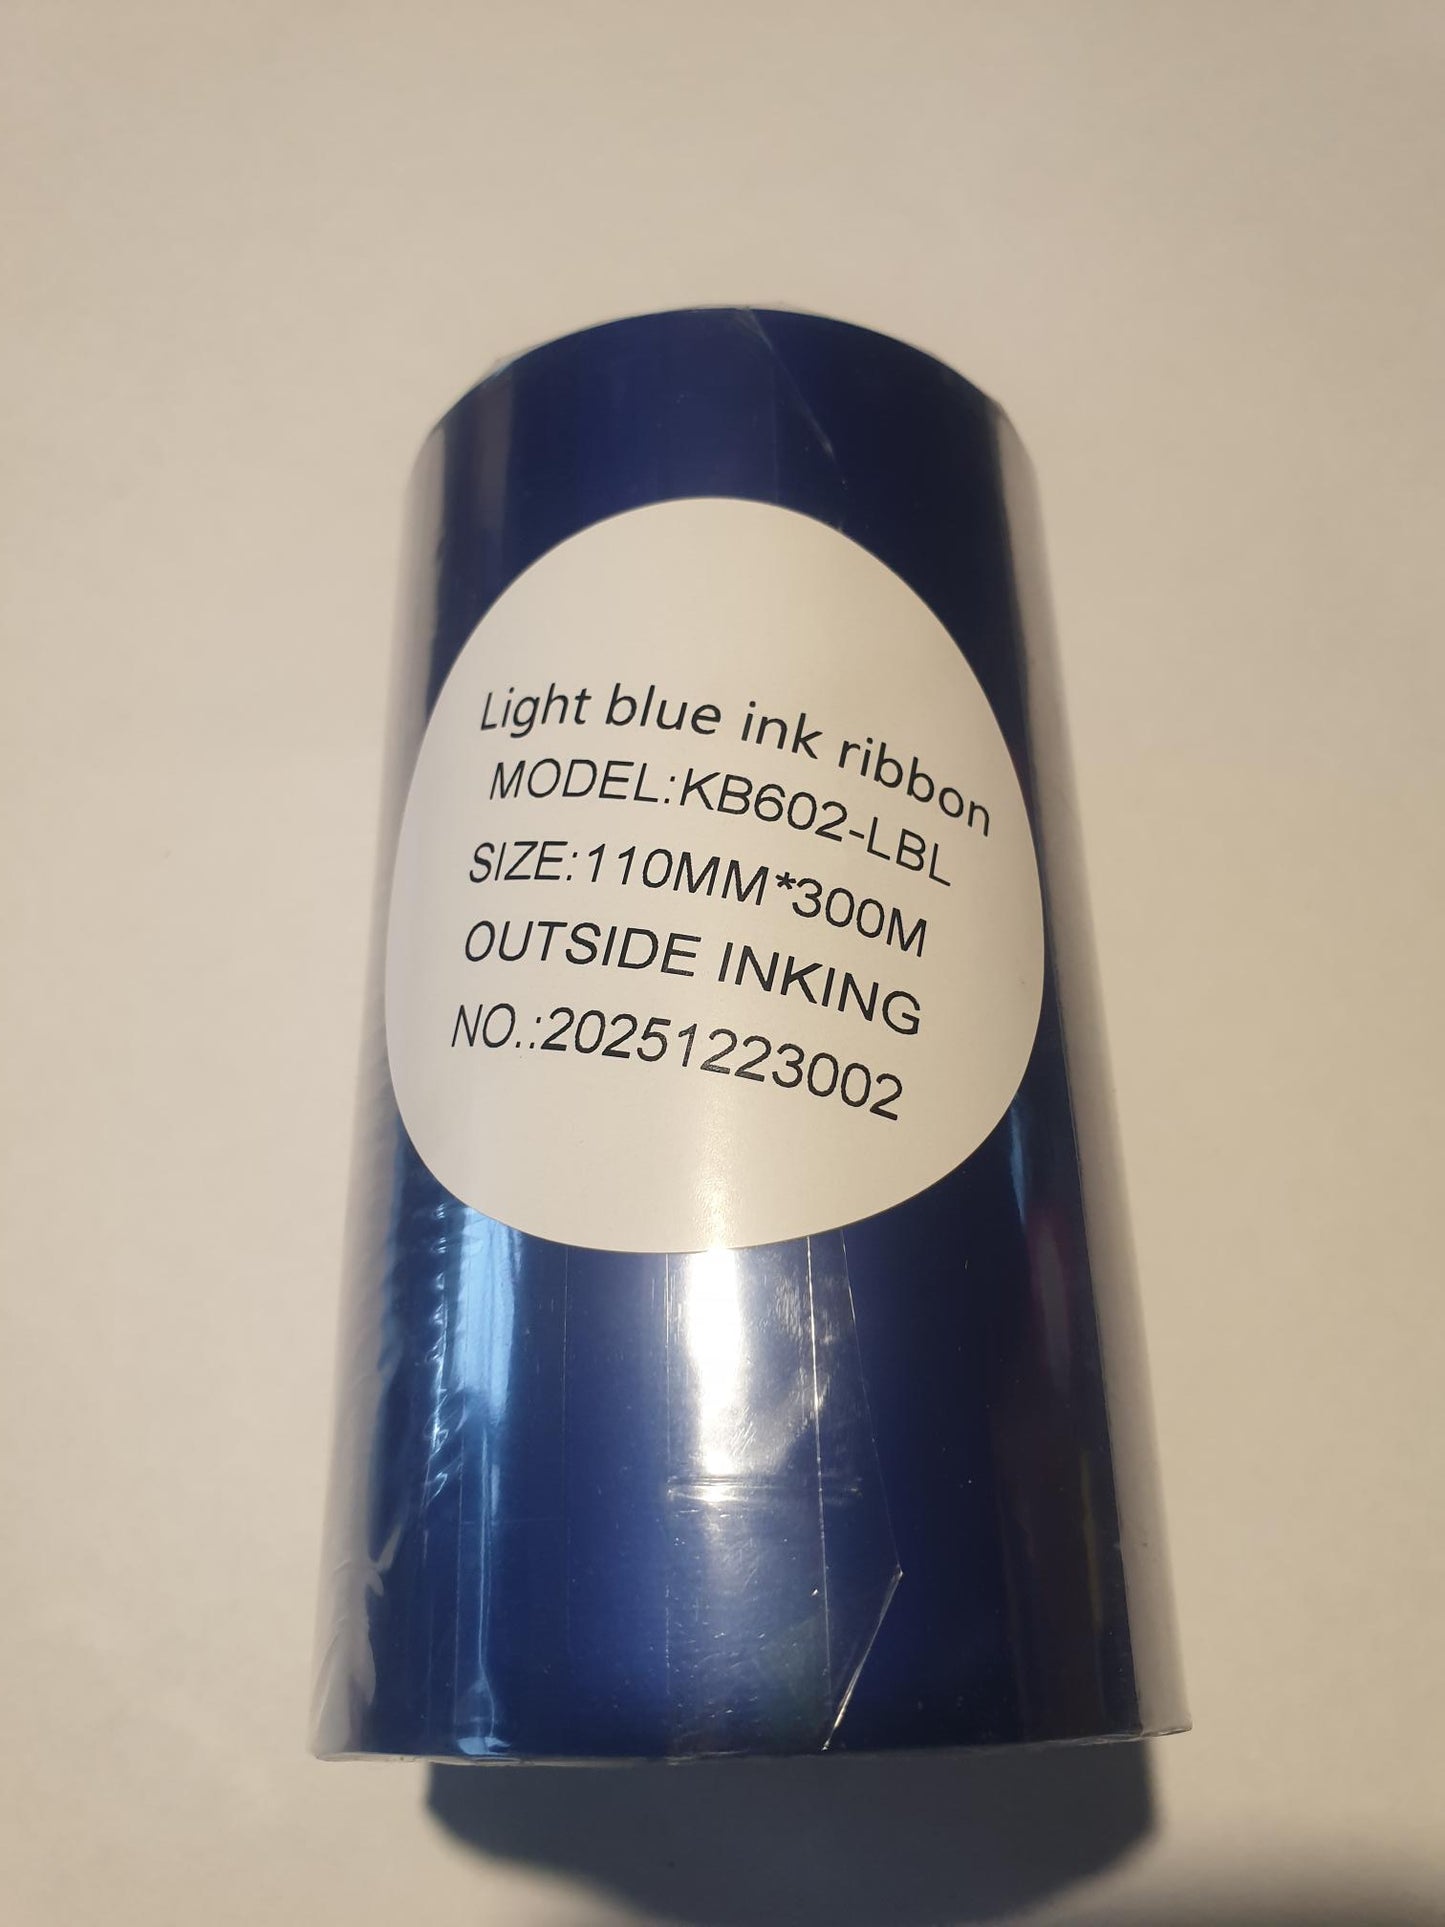 Light blue ink ribbon
MODEL:KB602-LBL
SIZE:110MM*300M
OUTSIDE INKING
NO.:20251223002